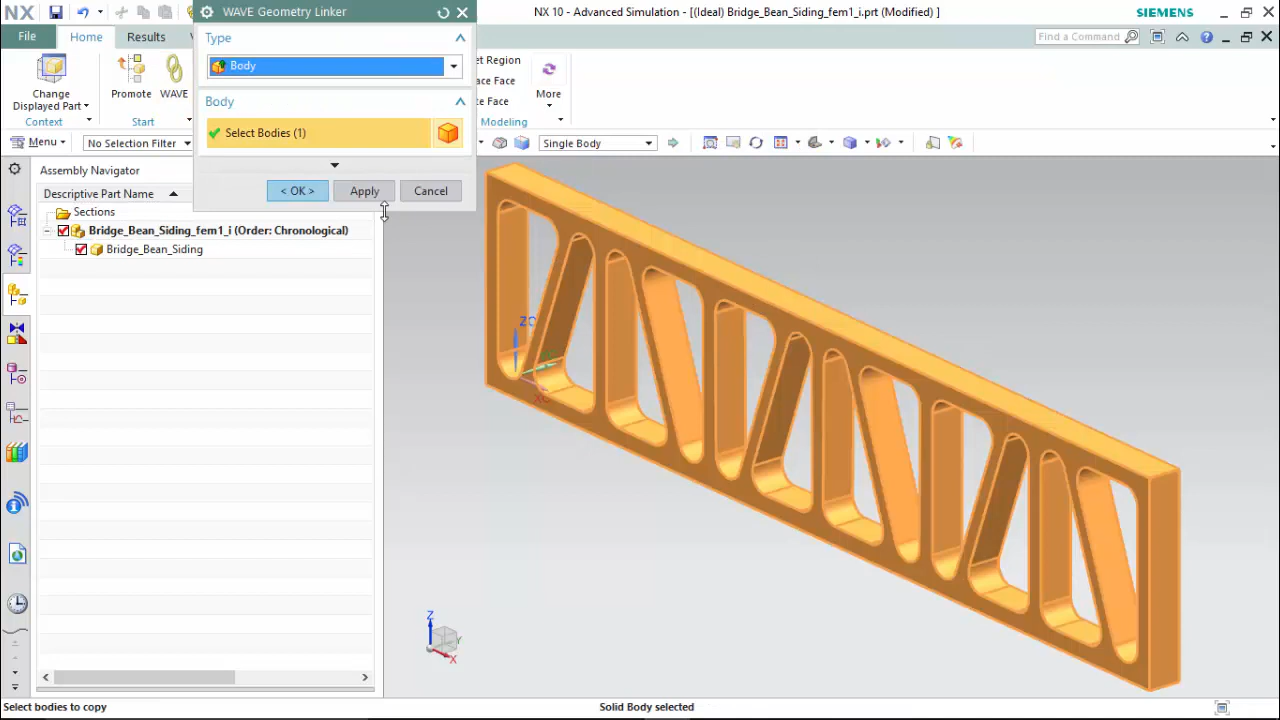 NX
NX 10 - Advanced Simulation - [(Ideal) Bridge_Bean_Siding_fem1_i.prt (Modified) ]
SIEMENS
WAVE Geometry Linker
File
Home
Results
Find a Command
Type
Body
Body
Select Bodies (1)
< OK >
Apply
Cancel
Change
Displayed Part
Promote
WAVE
Context
Start
et Region
ace Face
e Face
More
Modeling
Menu
No Selection Filter
Single Body
Assembly Navigator
Descriptive Part Name
Sections
Bridge_Bean_Siding_fem1_i (Order: Chronological)
Bridge_Bean_Siding
ZC
XC
Z
Y
X
Select bodies to copy
Solid Body selected